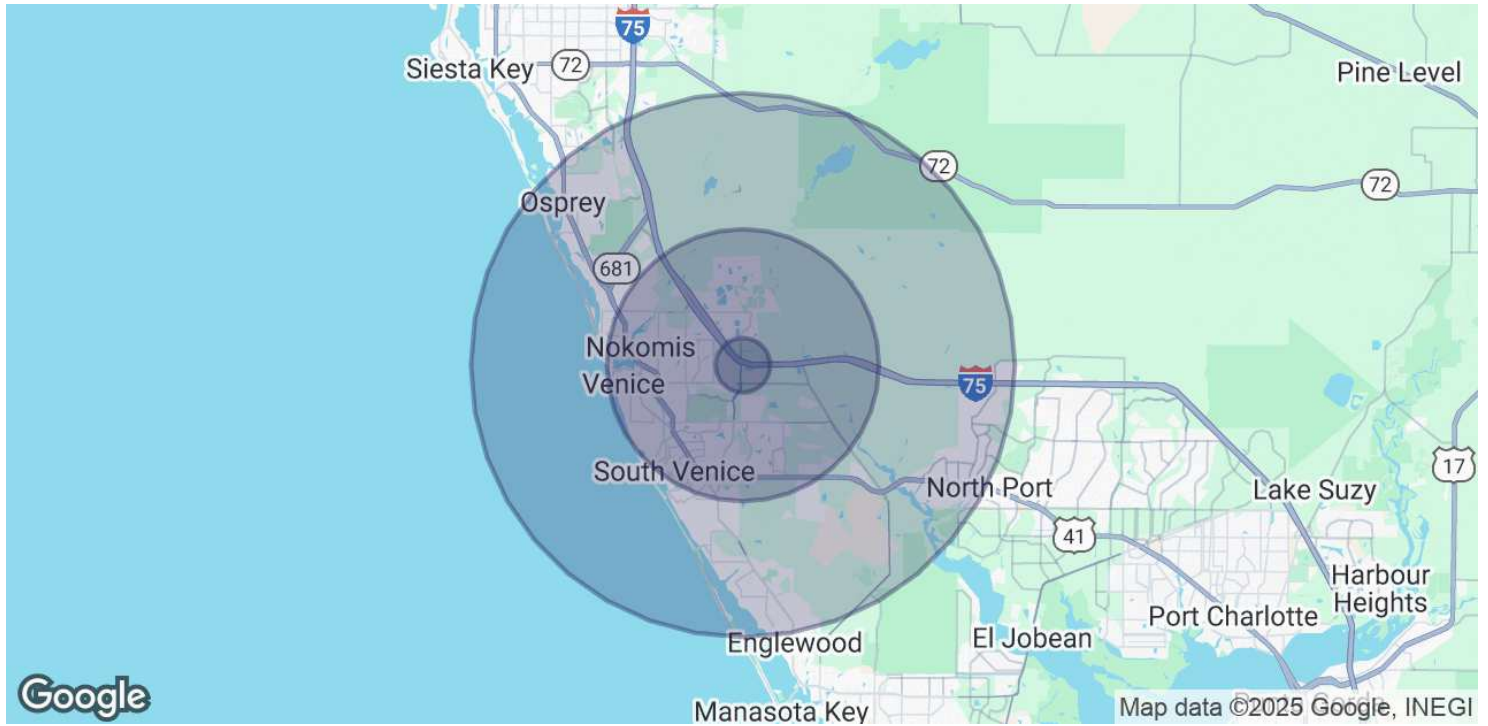 75
Siesta Key
72
Pine Level
72
72
Osprey
681
Nokomis
Venice
75
South Venice
17
North Port
Lake Suzy
41
Harbour
Heights
Port Charlotte
Englewood
El Jobean
Google
Manasota Key
Map data ©2025 Google, INEGI